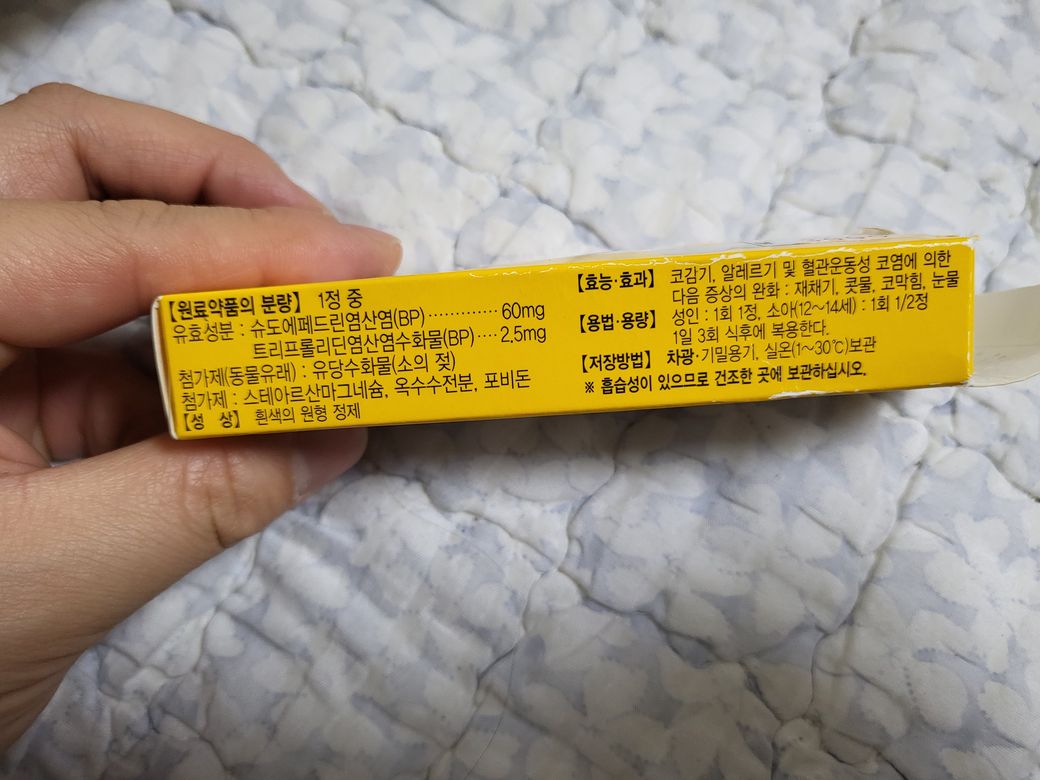 【원료약품의 분량】 1정 중
유효성분 : 슈도에페드린염산염(BP) ············· 60mg
트리프롤리딘염산염수화물(BP) ···· 2.5mg
첨가제(동물유래) : 유당수화물(소의 젖)
첨가제 : 스테아르산마그네슘, 옥수수전분, 포비돈
【성 상】 흰색의 원형 정제
【효능·효과】 코감기, 알레르기 및 혈관운동성 코염에 의한
다음 증상의 완화 : 재채기, 콧물, 코막힘, 눈물
【용법·용량】 성인 : 1회 1정, 소아(12~14세) : 1회 1/2정
1일 3회 식후에 복용한다.
【저장방법】 차광·기밀용기, 실온(1~30℃)보관
※ 흡습성이 있으므로 건조한 곳에 보관하십시오.